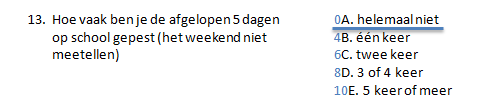 13. Hoe vaak ben je de afgelopen 5 dagen
op school gepest (het weekend niet
meetellen)
0A. helemaal niet
4B. één keer
6C. twee keer
8D. 3 of 4 keer
10E. 5 keer of meer